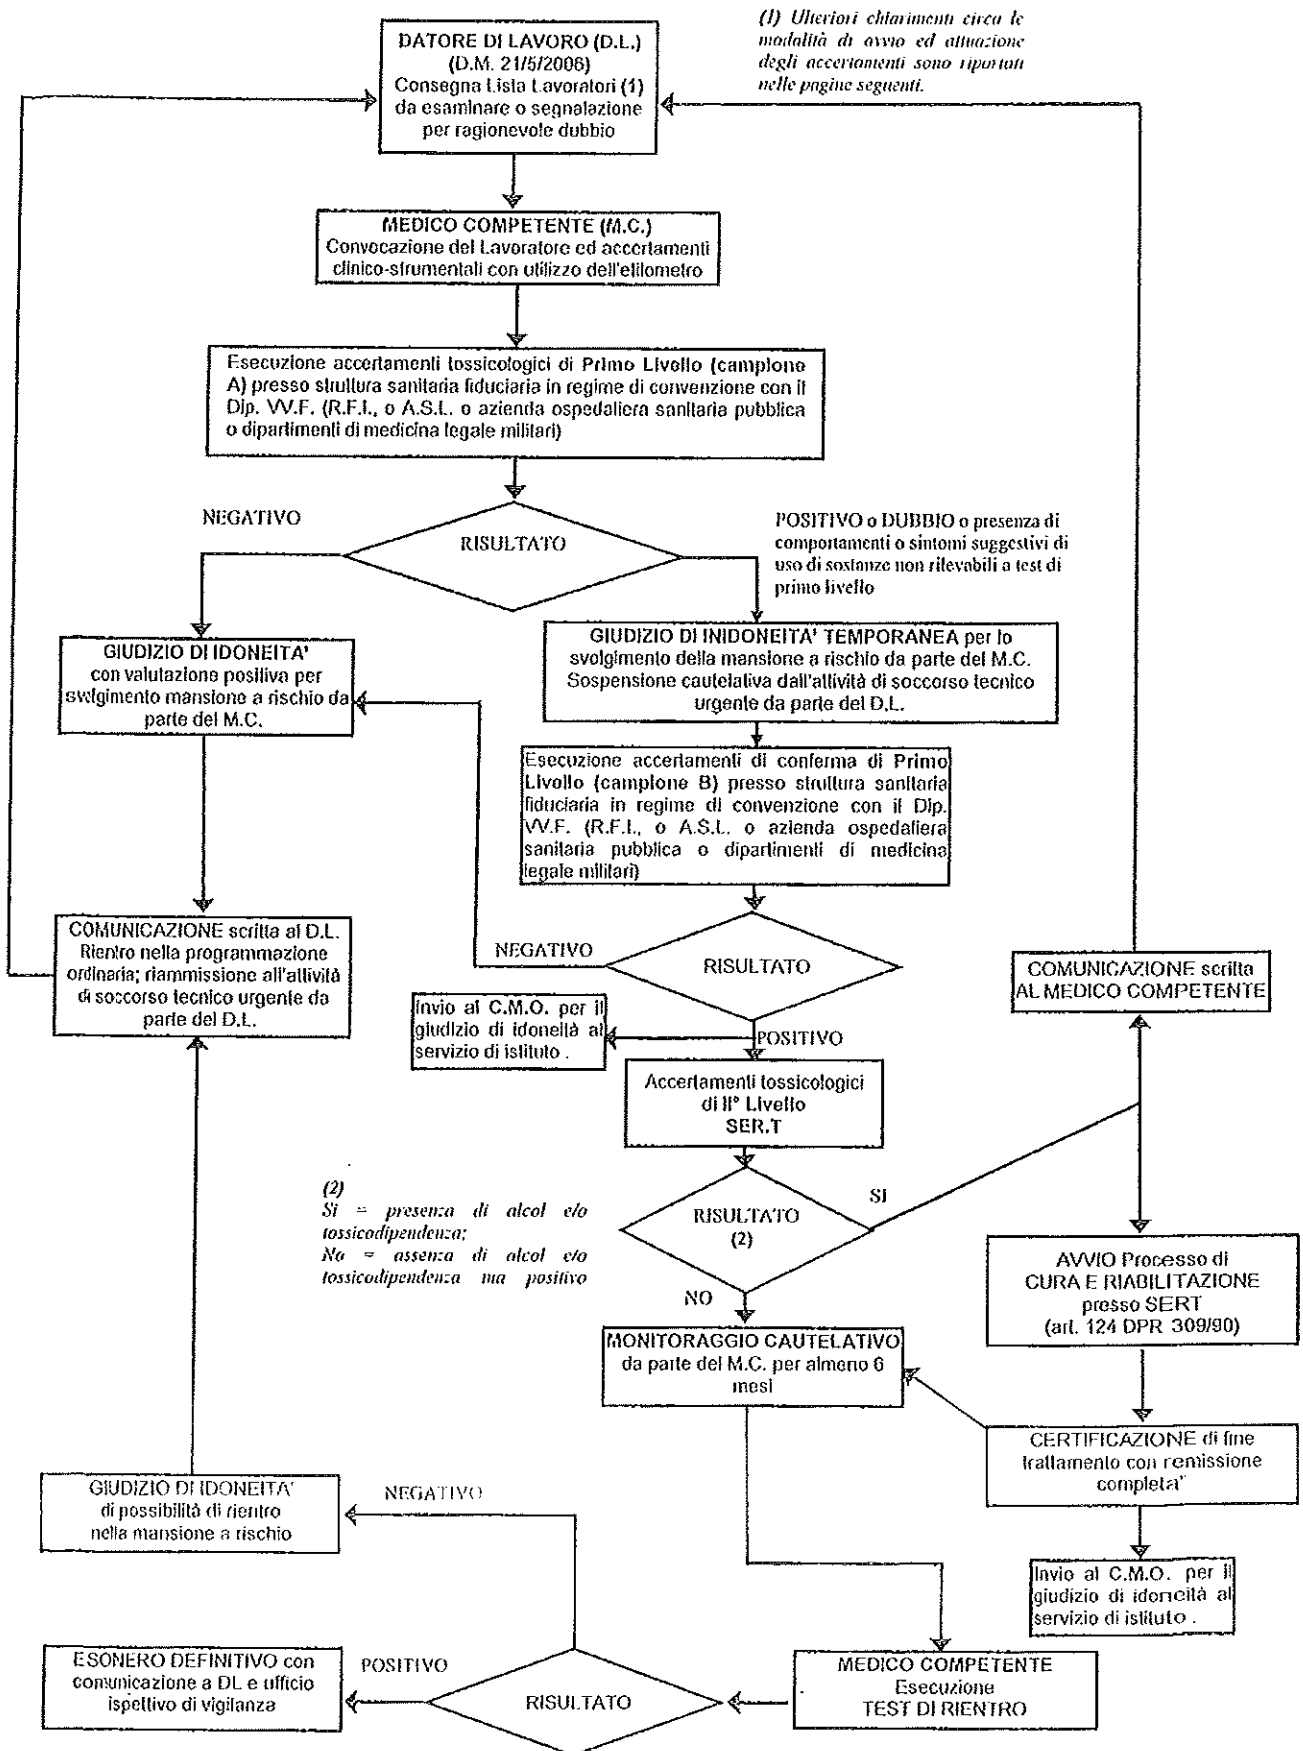 (1) Ulteriori chiarimenti circa le
modalità di avvio ed attuazione
degli accertamenti sono riportati
nelle pagine seguenti.
DATORE DI LAVORO (D.L.)
(D.M. 21/5/2006)
Consegna Lista Lavoratori (1)
da esaminare o segnalazione
per ragionevole dubbio
MEDICO COMPETENTE (M.C.)
Convocazione del Lavoratore ed accertamenti
clinico-strumentali con utilizzo dell'etilometro
Esecuzione accertamenti tossicologici di Primo Livello (campione
A) presso struttura sanitaria fiduciaria in regime di convenzione con il
Dip. VV.F. (R.F.I., o A.S.L. o azienda ospedaliera sanitaria pubblica
o dipartimenti di medicina legale militari)
NEGATIVO
RISULTATO
POSITIVO o DUBBIO o presenza di
comportamenti o sintomi suggestivi di
uso di sostanze non rilevabili a test di
primo livello
GIUDIZIO DI IDONEITA'
con valutazione positiva per
svolgimento mansione a rischio da
parte del M.C.
GIUDIZIO DI INIDONEITA' TEMPORANEA per lo
svolgimento della mansione a rischio da parte del M.C.
Sospensione cautelativa dall'attività di soccorso tecnico
urgente da parte del D.L.
Esecuzione accertamenti di conferma di Primo
Livello (campione B) presso struttura sanitaria
fiduciaria in regime di convenzione con il Dip.
VV.F. (R.F.I., o A.S.L. o azienda ospedaliera
sanitaria pubblica o dipartimenti di medicina
legale militari)
COMUNICAZIONE scritta al D.L.
Rientro nella programmazione
ordinaria; riammissione all'attività
di soccorso tecnico urgente da
parte del D.L.
NEGATIVO
RISULTATO
COMUNICAZIONE scritta
AL MEDICO COMPETENTE
Invio al C.M.O. per il
giudizio di idoneità al
servizio di istituto .
POSITIVO
Accertamenti tossicologici
di II° Livello
SER.T
(2)
Si = presenza di alcol e/o
tossicodipendenza;
No = assenza di alcol e/o
tossicodipendenza ma positivo
RISULTATO
(2)
SI
NO
AVVIO Processo di
CURA E RIABILITAZIONE
presso SERT
(art. 124 DPR 309/90)
MONITORAGGIO CAUTELATIVO
da parte del M.C. per almeno 6
mesi
CERTIFICAZIONE di fine
trattamento con remissione
completa"
GIUDIZIO DI IDONEITA'
di possibilità di rientro
nella mansione a rischio
NEGATIVO
Invio al C.M.O. per il
giudizio di idoneità al
servizio di istituto .
ESONERO DEFINITIVO con
comunicazione a DL e ufficio
ispettivo di vigilanza
POSITIVO
RISULTATO
MEDICO COMPETENTE
Esecuzione
TEST DI RIENTRO